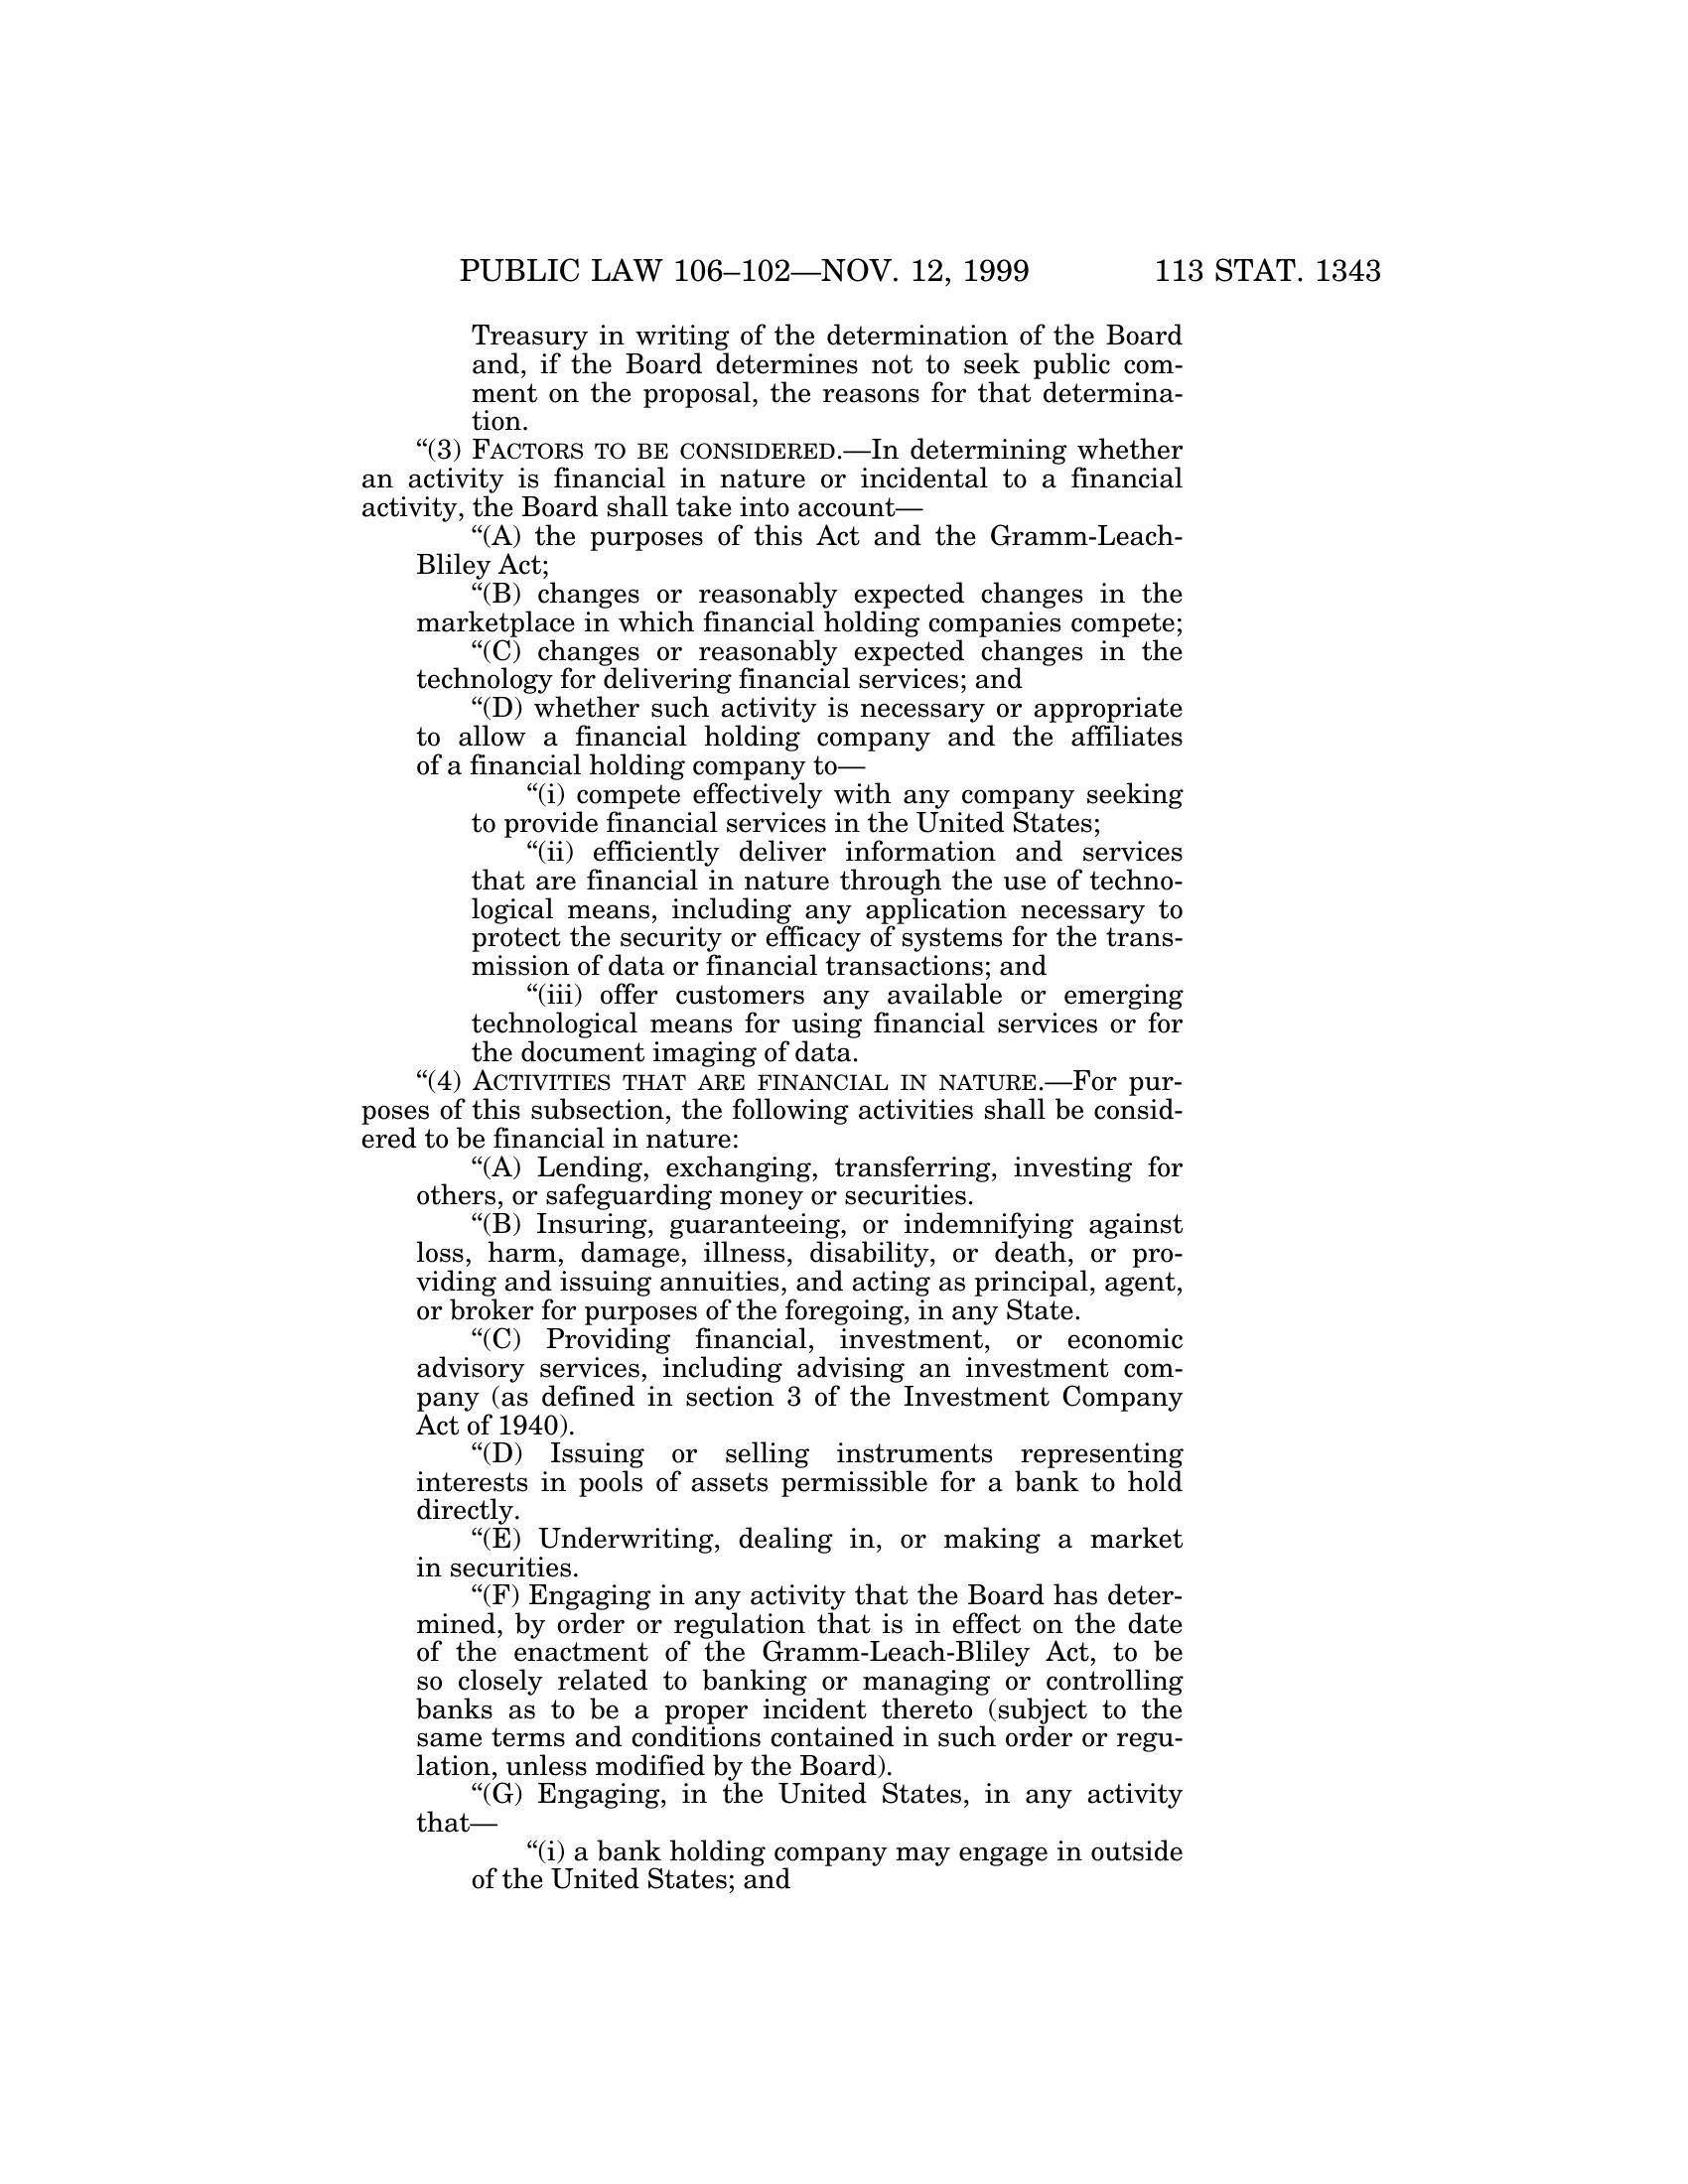 PUBLIC LAW 106–102—NOV. 12, 1999 113 STAT. 1343
Treasury in writing of the determination of the Board
and, if the Board determines not to seek public com-
ment on the proposal, the reasons for that determina-
tion.
“(3) FACTORS TO BE CONSIDERED.—In determining whether
an activity is financial in nature or incidental to a financial
activity, the Board shall take into account—
“(A) the purposes of this Act and the Gramm-Leach-
Bliley Act;
“(B) changes or reasonably expected changes in the
marketplace in which financial holding companies compete;
“(C) changes or reasonably expected changes in the
technology for delivering financial services; and
“(D) whether such activity is necessary or appropriate
to allow a financial holding company and the affiliates
of a financial holding company to—
“(i) compete effectively with any company seeking
to provide financial services in the United States;
“(ii) efficiently deliver information and services
that are financial in nature through the use of techno-
logical means, including any application necessary to
protect the security or efficacy of systems for the trans-
mission of data or financial transactions; and
“(iii) offer customers any available or emerging
technological means for using financial services or for
the document imaging of data.
“(4) ACTIVITIES THAT ARE FINANCIAL IN NATURE.—For pur-
poses of this subsection, the following activities shall be consid-
ered to be financial in nature:
“(A) Lending, exchanging, transferring, investing for
others, or safeguarding money or securities.
“(B) Insuring, guaranteeing, or indemnifying against
loss, harm, damage, illness, disability, or death, or pro-
viding and issuing annuities, and acting as principal, agent,
or broker for purposes of the foregoing, in any State.
“(C) Providing financial, investment, or economic
advisory services, including advising an investment com-
pany (as defined in section 3 of the Investment Company
Act of 1940).
“(D) Issuing or selling instruments representing
interests in pools of assets permissible for a bank to hold
directly.
“(E) Underwriting, dealing in, or making a market
in securities.
“(F) Engaging in any activity that the Board has deter-
mined, by order or regulation that is in effect on the date
of the enactment of the Gramm-Leach-Bliley Act, to be
so closely related to banking or managing or controlling
banks as to be a proper incident thereto (subject to the
same terms and conditions contained in such order or regu-
lation, unless modified by the Board).
“(G) Engaging, in the United States, in any activity
that—
“(i) a bank holding company may engage in outside
of the United States; and